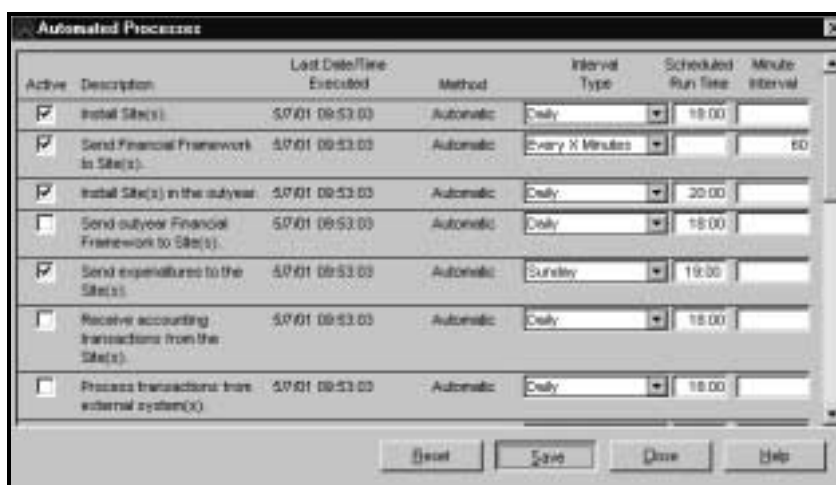 Automated Processes
Active Description Last Date/Time Executed Method Interval Type Scheduled Run Time Minute Interval
Install Site(s). 5/7/01 09:53:03 Automatic Daily 18:00
Send Financial Framework to Site(s). 5/7/01 09:53:03 Automatic Every X Minutes 60
Install Site(s) in the outyear 5/7/01 09:53:03 Automatic Daily 20:00
Send outyear Financial Framework to Site(s). 5/7/01 09:53:03 Automatic Daily 18:00
Send expenditures to the Site(s). 5/7/01 09:53:03 Automatic Sunday 19:00
Receive accounting transactions from the Site(s). 5/7/01 09:53:03 Automatic Daily 18:00
Process transactions from external system(s). 5/7/01 09:53:03 Automatic Daily 18:00
Reset Save Close Help